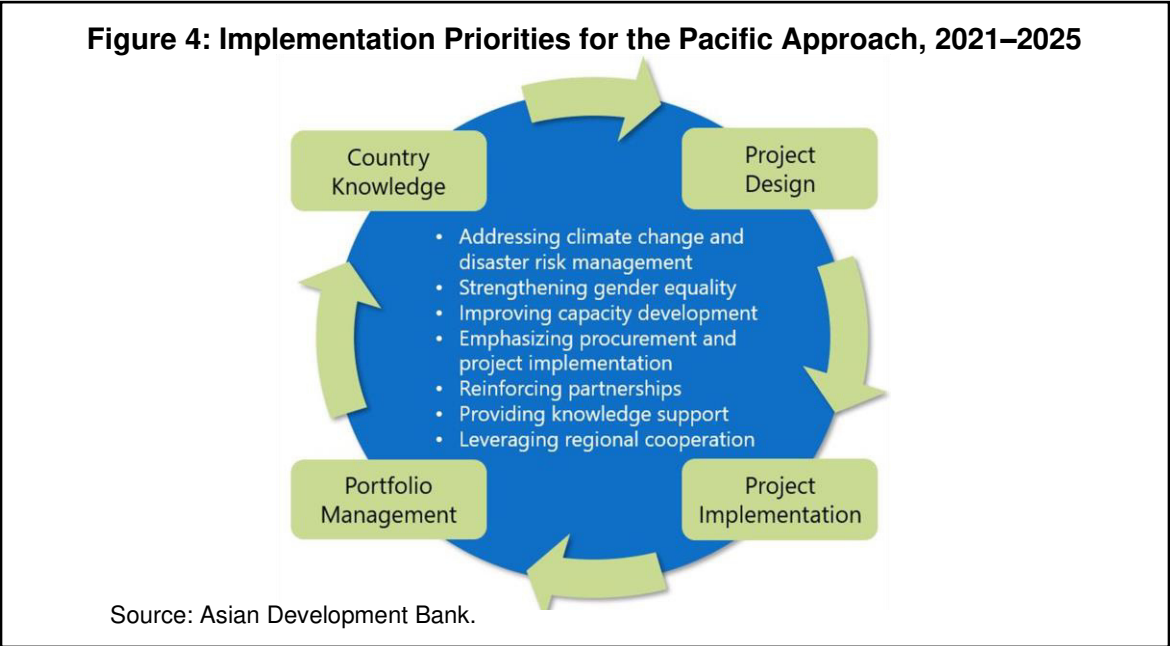 Figure 4: Implementation Priorities for the Pacific Approach, 2021–2025
Country
Knowledge
Project
Design
• Addressing climate change and
disaster risk management
• Strengthening gender equality
• Improving capacity development
• Emphasizing procurement and
project implementation
• Reinforcing partnerships
• Providing knowledge support
• Leveraging regional cooperation
Portfolio
Management
Project
Implementation
Source: Asian Development Bank.